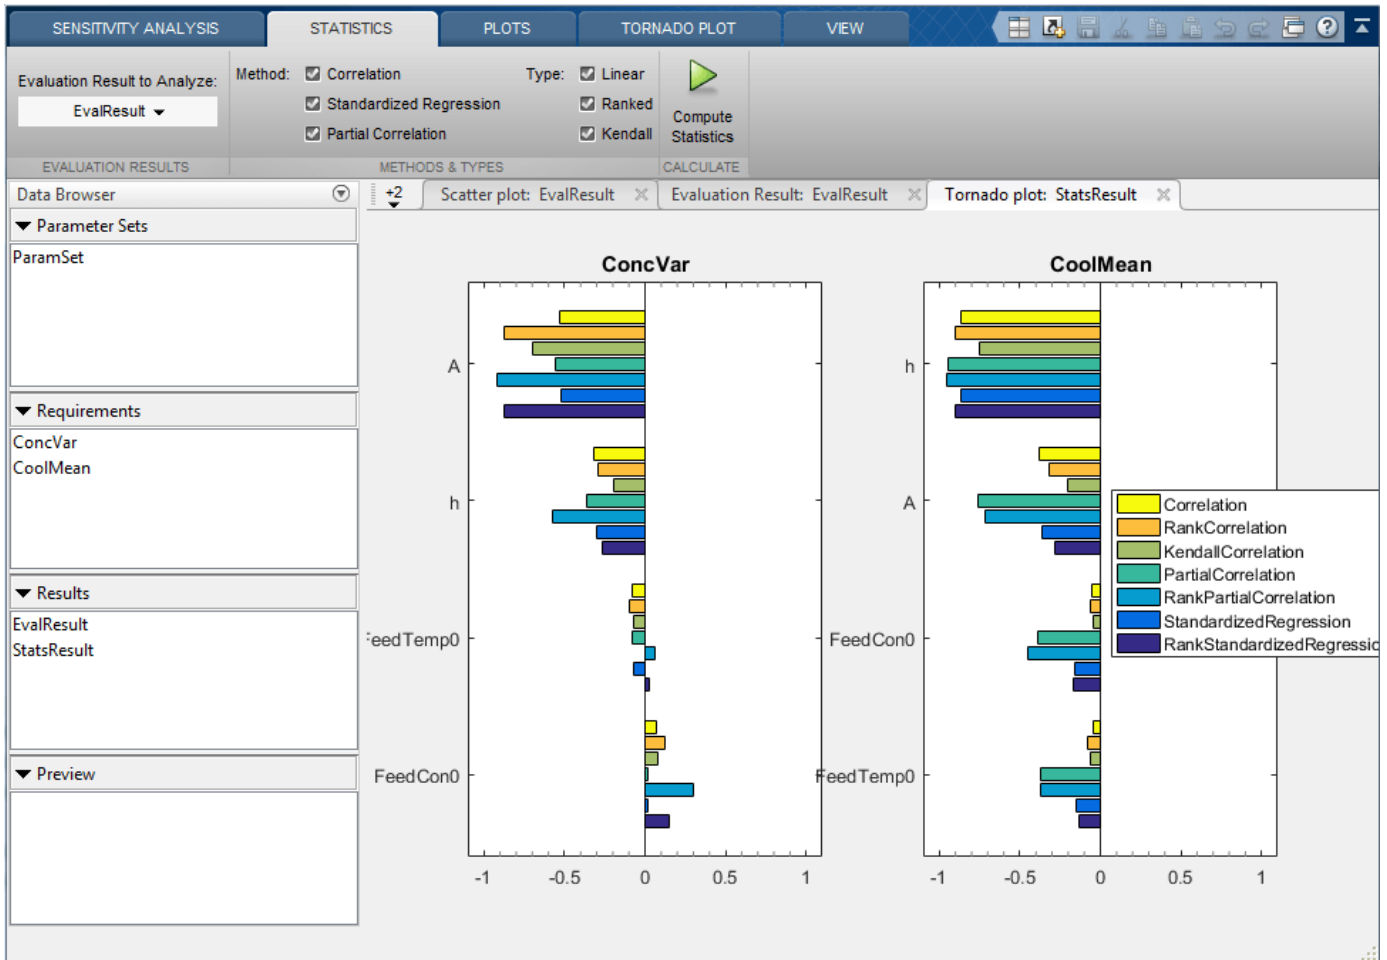 SENSITIVITY ANALYSIS
STATISTICS
PLOTS
TORNADO PLOT
VIEW
Evaluation Result to Analyze:
EvalResult
Method:
Correlation
Standardized Regression
Partial Correlation
Type:
Linear
Ranked
Kendall
Compute
Statistics
EVALUATION RESULTS
METHODS & TYPES
CALCULATE
Data Browser
Parameter Sets
ParamSet
Requirements
ConcVar
CoolMean
Results
EvalResult
StatsResult
Preview
+2
Scatter plot: EvalResult
Evaluation Result: EvalResult
Tornado plot: StatsResult
ConcVar
A
h
FeedTemp0
FeedCon0
-1 -0.5 0 0.5 1
CoolMean
h
A
FeedCon0
FeedTemp0
-1 -0.5 0 0.5 1
Correlation
RankCorrelation
KendallCorrelation
PartialCorrelation
RankPartialCorrelation
StandardizedRegression
RankStandardizedRegressio